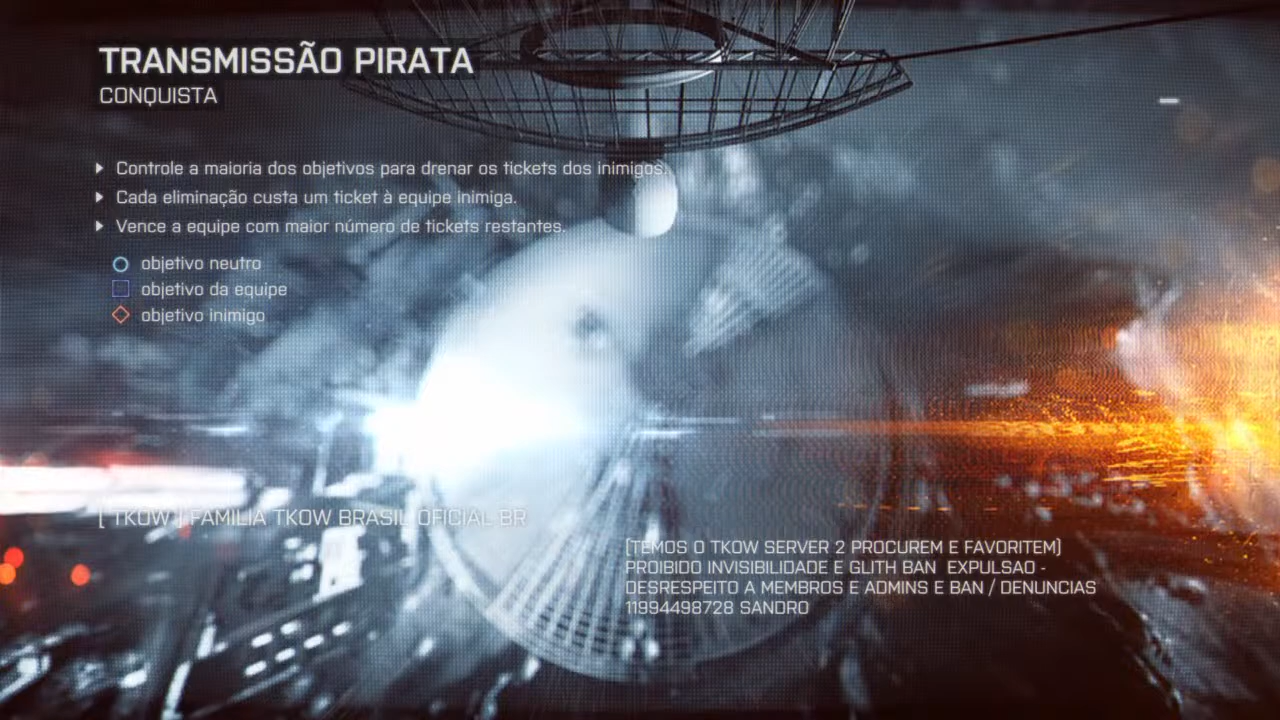 TRANSMISSÃO PIRATA
CONQUISTA
Controle a maioria dos objetivos para drenar os tickets dos inimigos.
Cada eliminação custa um ticket à equipe inimiga.
Vence a equipe com maior número de tickets restantes.
objetivo neutro
objetivo da equipe
objetivo inimigo
[ TKOW ] FAMILIA TKOW BRASIL OFICIAL BR
[TEMOS O TKOW SERVER 2 PROCUREM E FAVORITEM]
PROIBIDO INVISIBILIDADE E GLITH BAN  EXPULSAO -
DESRESPEITO A MEMBROS E ADMINS E BAN / DENUNCIAS
11994498728 SANDRO